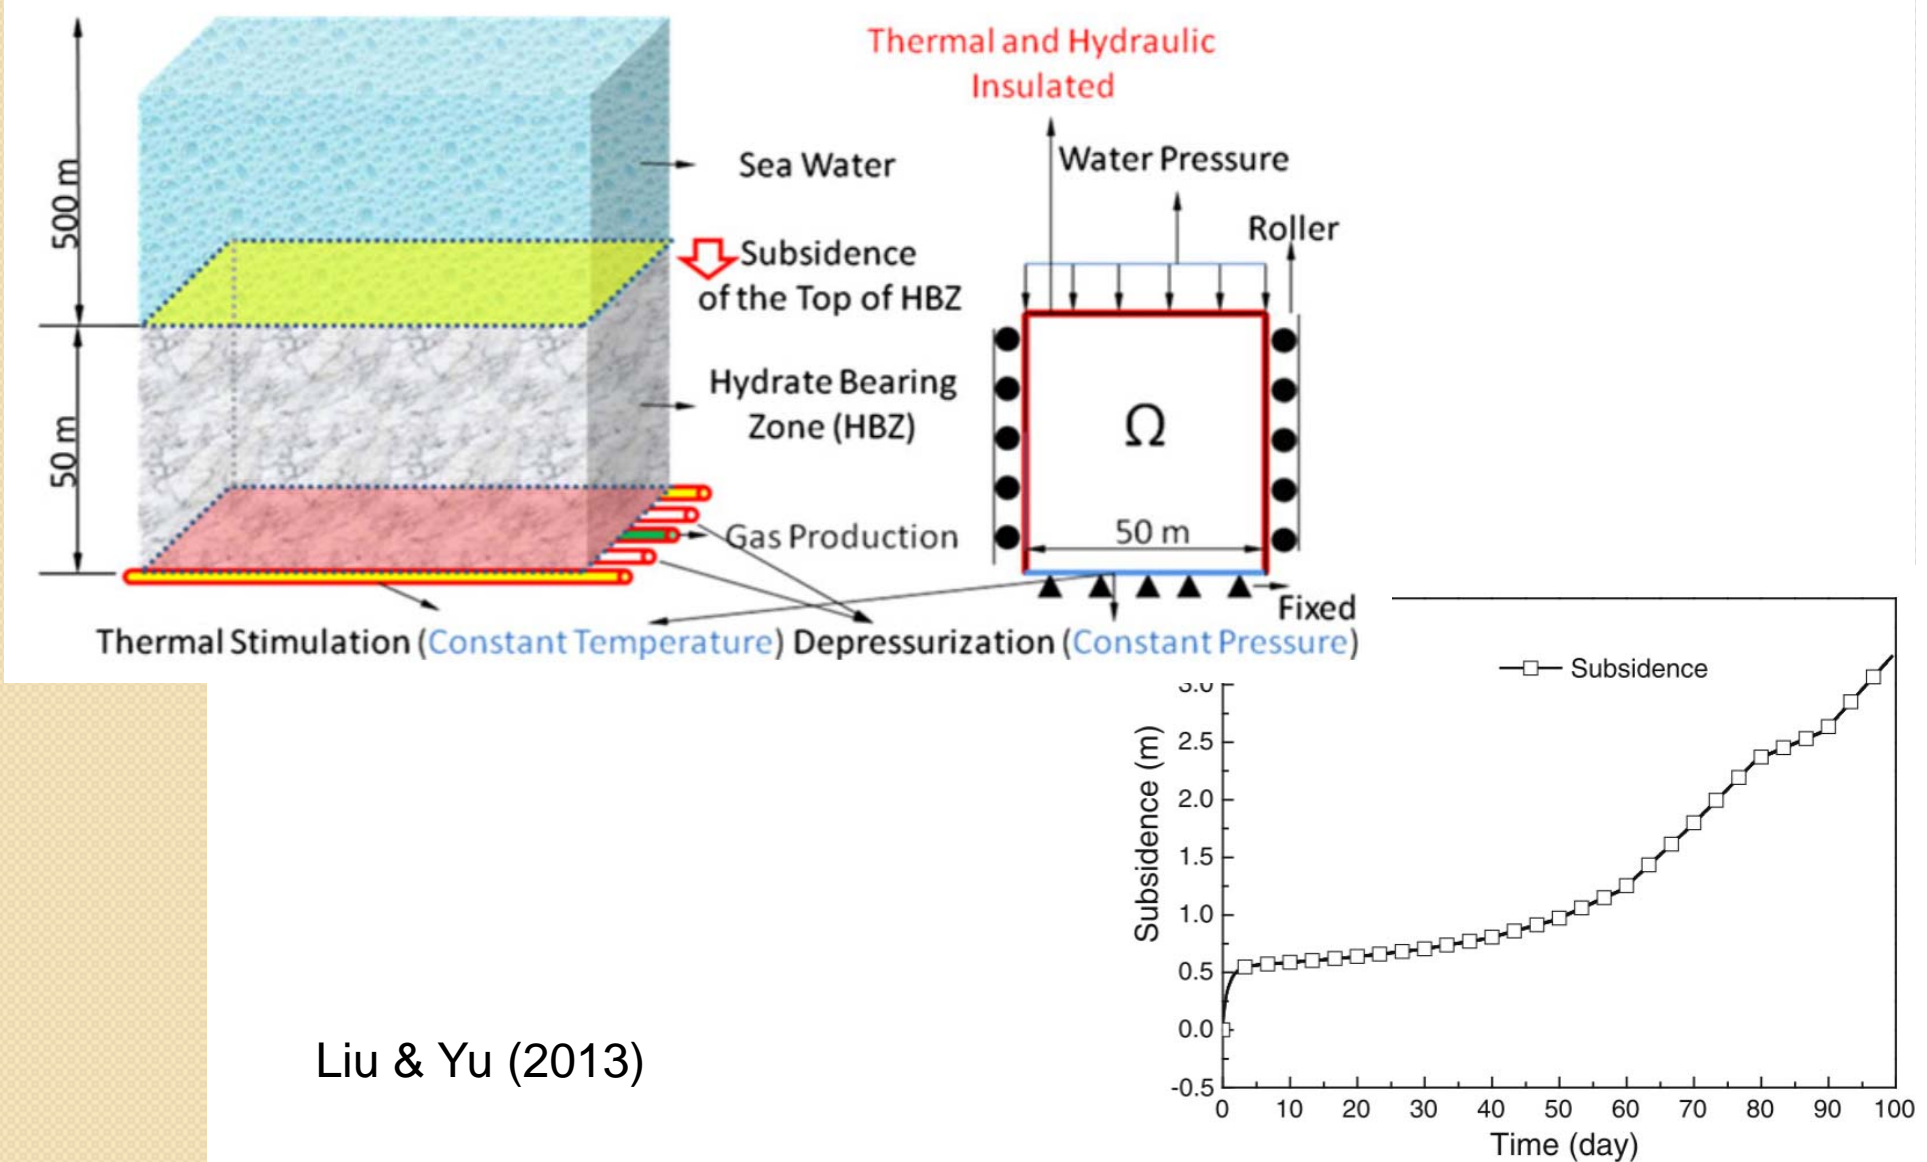 Thermal and Hydraulic
Insulated
Water Pressure
Sea Water
Roller
500 m
Subsidence
of the Top of HBZ
Hydrate Bearing
Zone (HBZ)
Ω
50 m
50 m
Gas Production
Fixed
Thermal Stimulation (Constant Temperature) Depressurization (Constant Pressure)
Subsidence
3.0
2.5
2.0
1.5
1.0
0.5
0.0
-0.5
Subsidence (m)
0 10 20 30 40 50 60 70 80 90 100
Time (day)
Liu & Yu (2013)